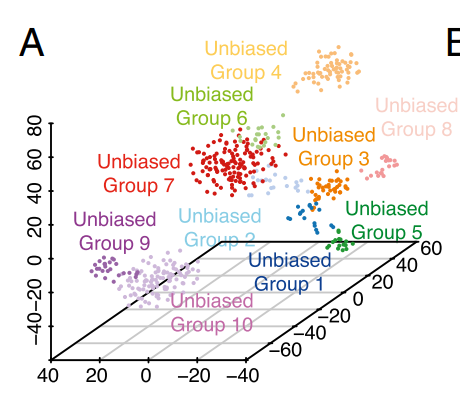 A
E
Unbiased
Group 4
Unbiased
Group 6
Unbiased
Group 8
Unbiased
Group 3
Unbiased
Group 7
Unbiased
Group 9
Unbiased
Group 2
Unbiased
Group 5
Unbiased
Group 1
Unbiased
Group 10
80
60
40
20
0
−20
−40
−60
40
20
0
−20
−40
−60
−40
−20
0
20
40
60